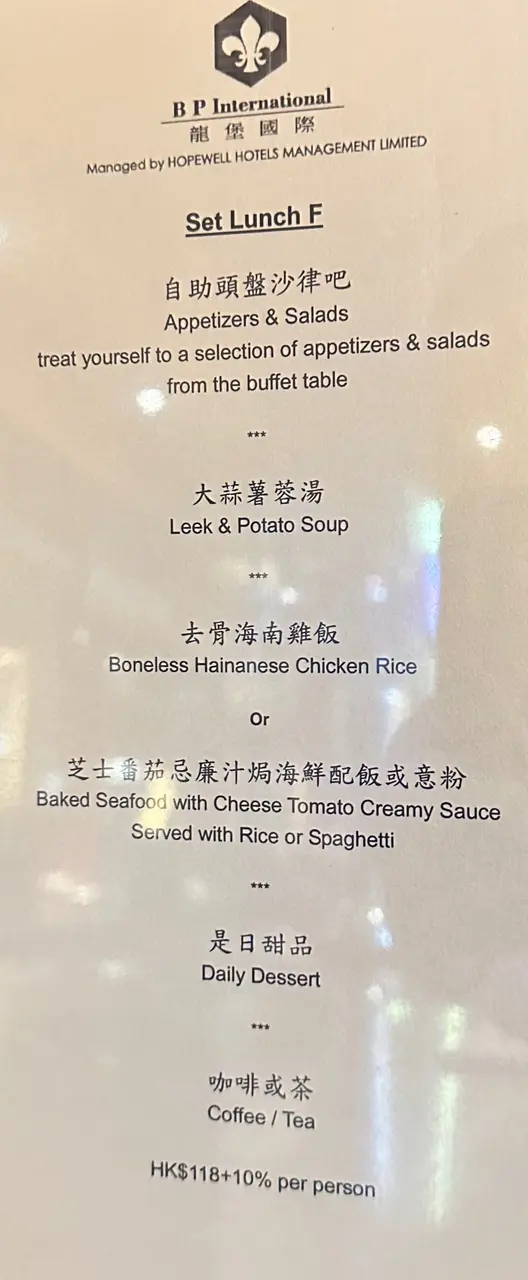 B P International
龍堡國際
Managed by HOPEWELL HOTELS MANAGEMENT LIMITED
Set Lunch F
自助頭盤沙律吧
Appetizers & Salads
treat yourself to a selection of appetizers & salads
from the buffet table
***
大蒜薯蓉湯
Leek & Potato Soup
***
去骨海南雞飯
Boneless Hainanese Chicken Rice
Or
芝士番茄忌廉汁焗海鮮配飯或意粉
Baked Seafood with Cheese Tomato Creamy Sauce
Served with Rice or Spaghetti
***
是日甜品
Daily Dessert
***
咖啡或茶
Coffee / Tea
HK$118+10% per person